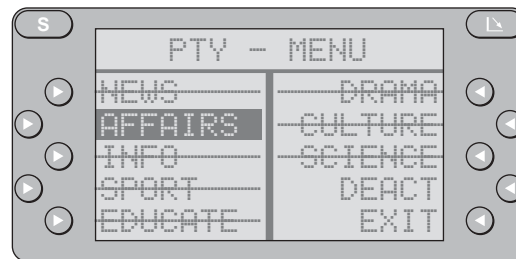 S
PTY - MENU
NEWS DRAMA
AFFAIRS CULTURE
INFO SCIENCE
SPORT DEACT
EDUCATE EXIT